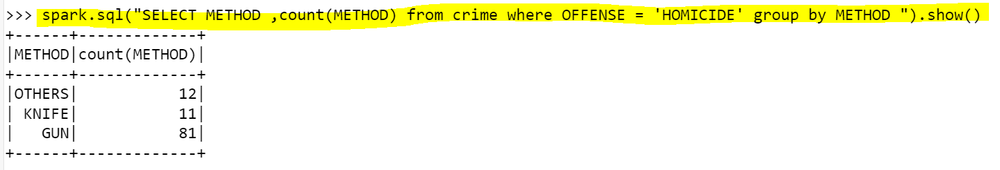 >>> spark.sql("SELECT METHOD ,count(METHOD) from crime where OFFENSE = 'HOMICIDE' group by METHOD ").show()
+------+-------------+
|METHOD|count(METHOD)|
+------+-------------+
|OTHERS|           12|
| KNIFE|           11|
|   GUN|           81|
+------+-------------+